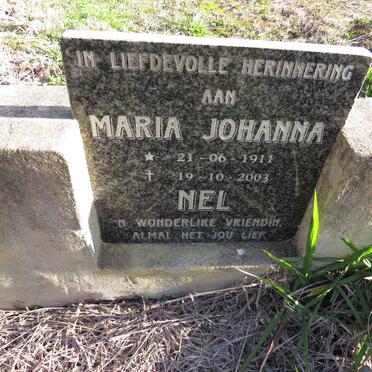 IN LIEFDEVOLLE HERINNERING
AAN
MARIA JOHANNA
★ 21-06-1911
† 19-10-2003
NEL
'N WONDERLIKE VRIENDIN.
ALMAL HET JOU LIEF.